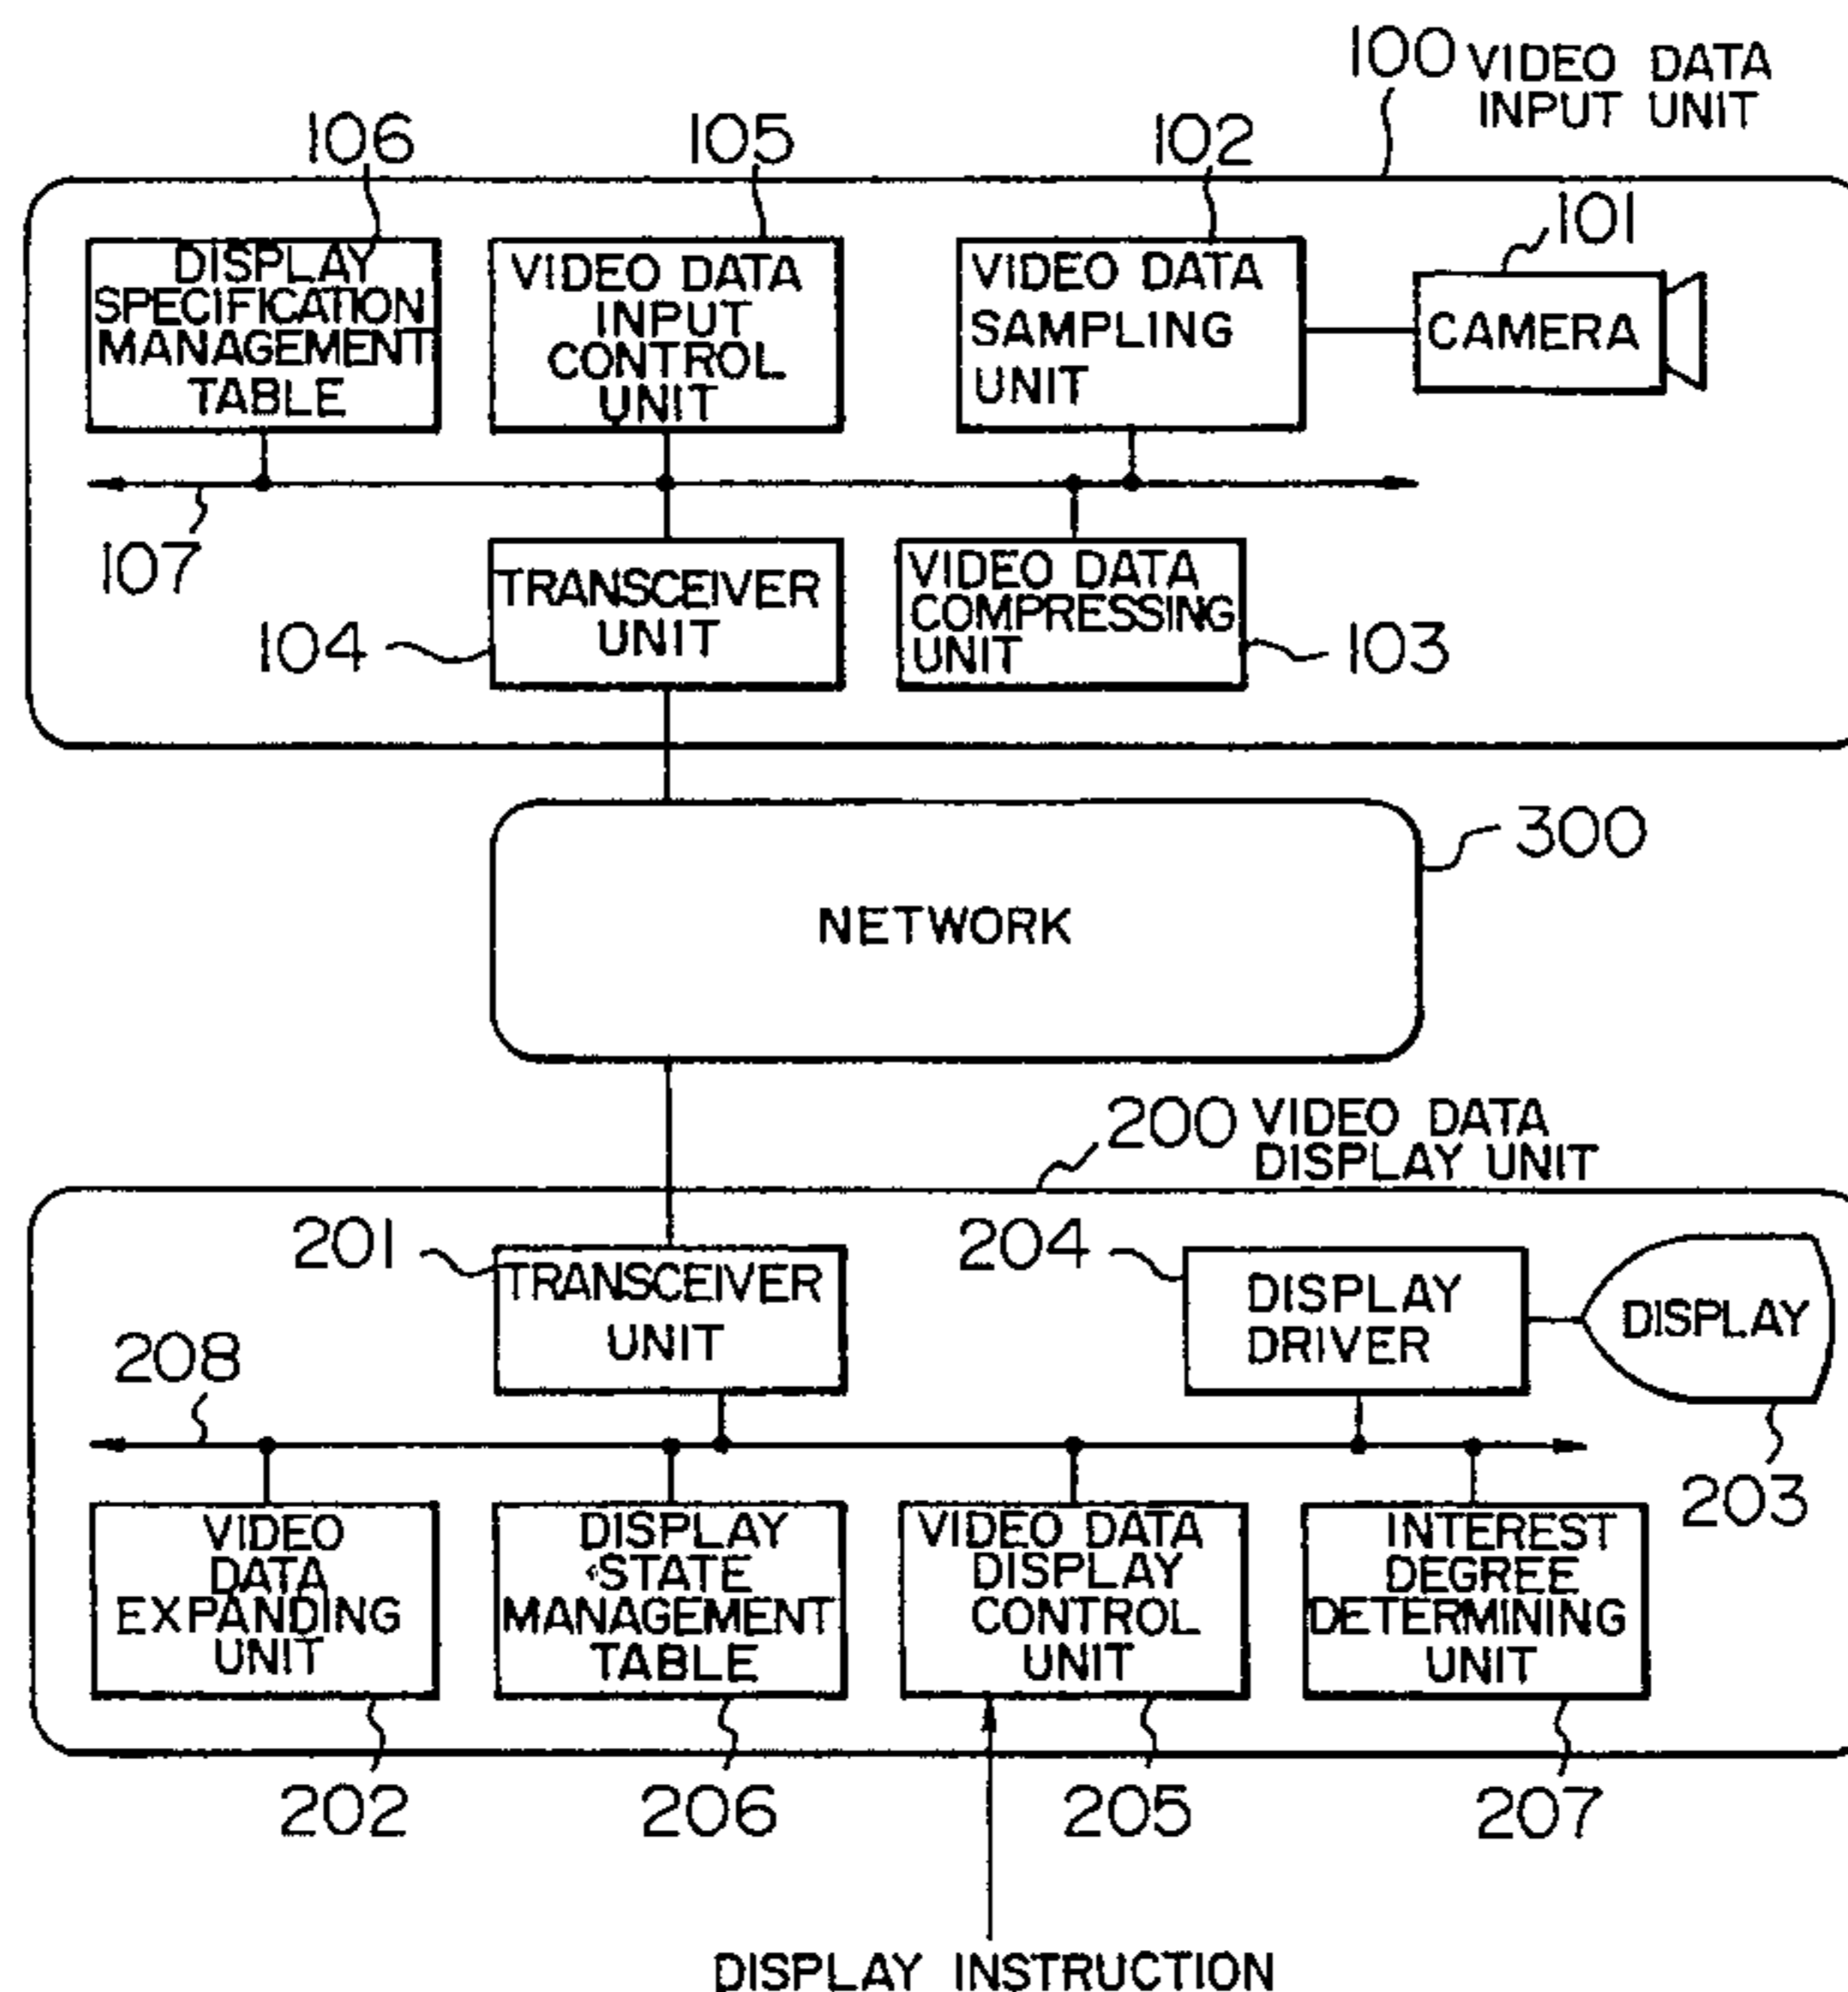 100 VIDEO DATA
INPUT UNIT
106
105
102
101
DISPLAY
SPECIFICATION
MANAGEMENT
TABLE
VIDEO DATA
INPUT
CONTROL
UNIT
VIDEO DATA
SAMPLING
UNIT
CAMERA
107
TRANSCEIVER
UNIT
104
VIDEO DATA
COMPRESSING
UNIT
103
300
NETWORK
200 VIDEO DATA
DISPLAY UNIT
201
TRANSCEIVER
UNIT
204
DISPLAY
DRIVER
DISPLAY
208
203
VIDEO
DATA
EXPANDING
UNIT
DISPLAY
STATE
MANAGEMENT
TABLE
VIDEO DATA
DISPLAY
CONTROL
UNIT
INTEREST
DEGREE
DETERMINING
UNIT
202
206
205
207
DISPLAY INSTRUCTION